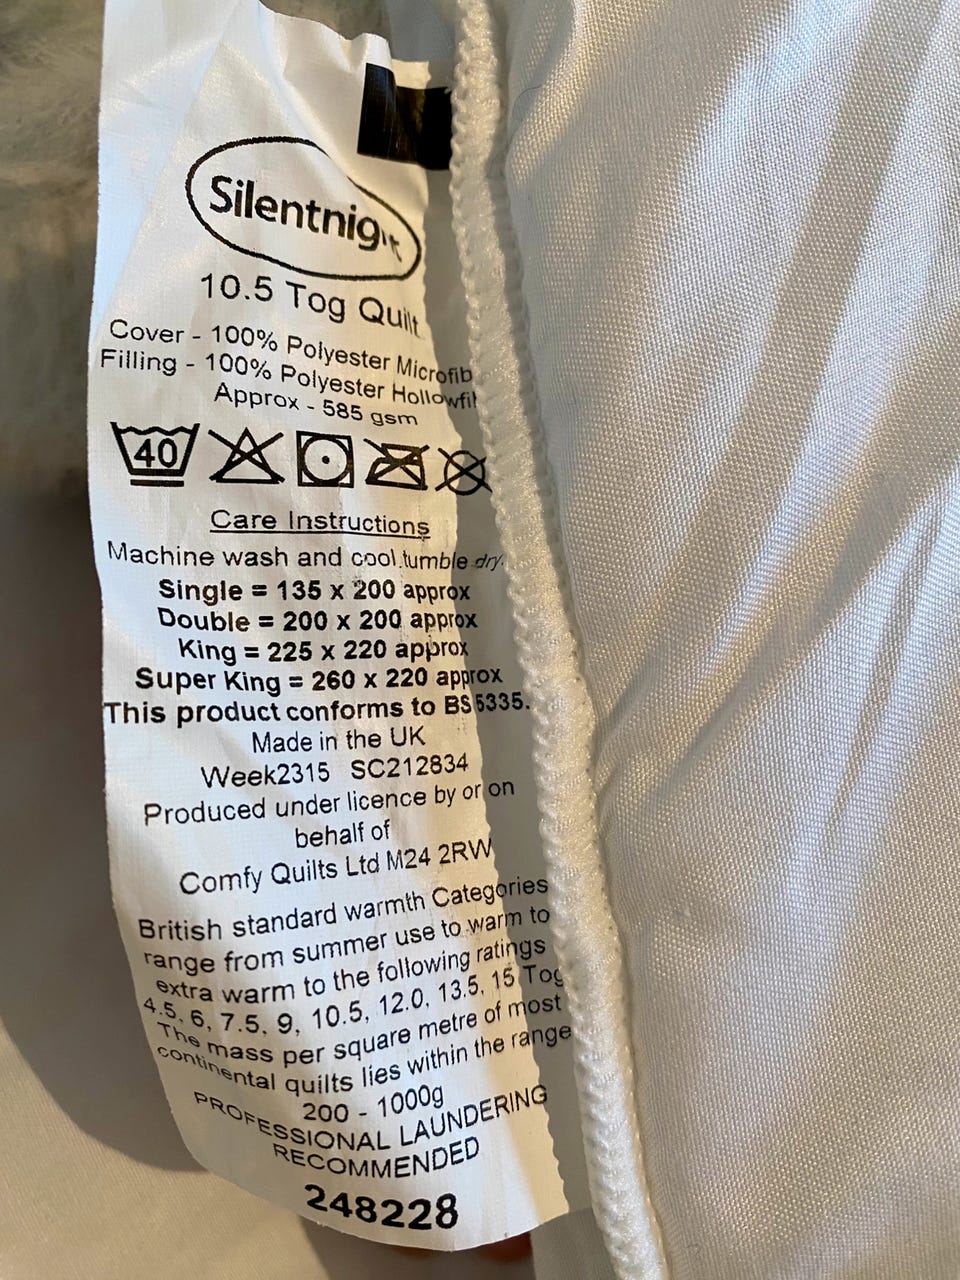 Silentnight
10.5 Tog Quilt
Cover - 100% Polyester Microfib
Filling - 100% Polyester Hollowfi
Approx - 585 gsm
40
Care Instructions
Machine wash and cool tumble dry.
Single = 135 x 200 approx
Double = 200 x 200 approx
King = 225 x 220 approx
Super King = 260 x 220 approx
This product conforms to BS5335.
Made in the UK
Week2315 SC212834
Produced under licence by or on
behalf of
Comfy Quilts Ltd M24 2RW
British standard warmth Categories
range from summer use to warm to
extra warm to the following ratings
4.5, 6, 7.5, 9, 10.5, 12.0, 13.5, 15 Tog
The mass per square metre of most
continental quilts lies within the range
200 - 1000g
PROFESSIONAL LAUNDERING
RECOMMENDED
248228